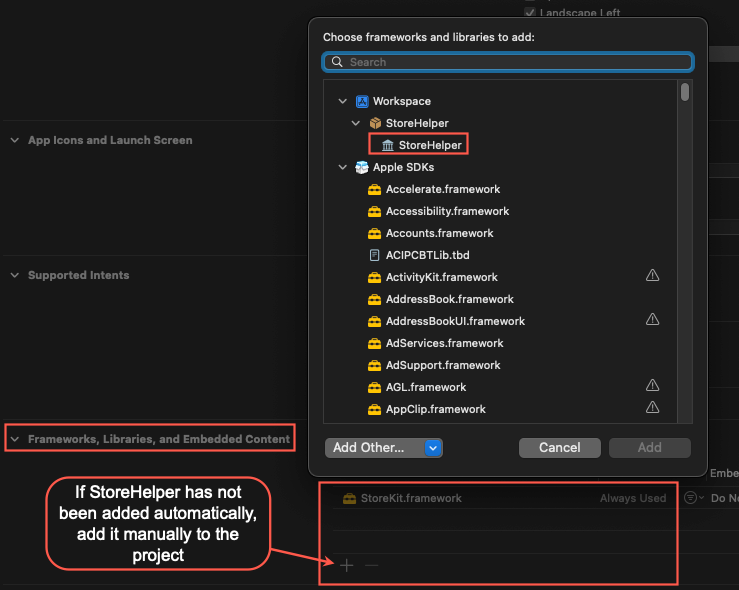 Landscape Left
Choose frameworks and libraries to add:
Search
Workspace
StoreHelper
StoreHelper
App Icons and Launch Screen
Apple SDKs
Accelerate.framework
Accessibility.framework
Accounts.framework
ACIPCBTLib.tbd
Supported Intents
ActivityKit.framework
AddressBook.framework
AddressBookUI.framework
AdServices.framework
AdSupport.framework
AGL.framework
AppClip.framework
Frameworks, Libraries, and Embedded Content
Add Other...
Cancel
Add
Embe
If StoreHelper has not
been added automatically,
add it manually to the
project
StoreKit.framework
Always Used
Do Ne